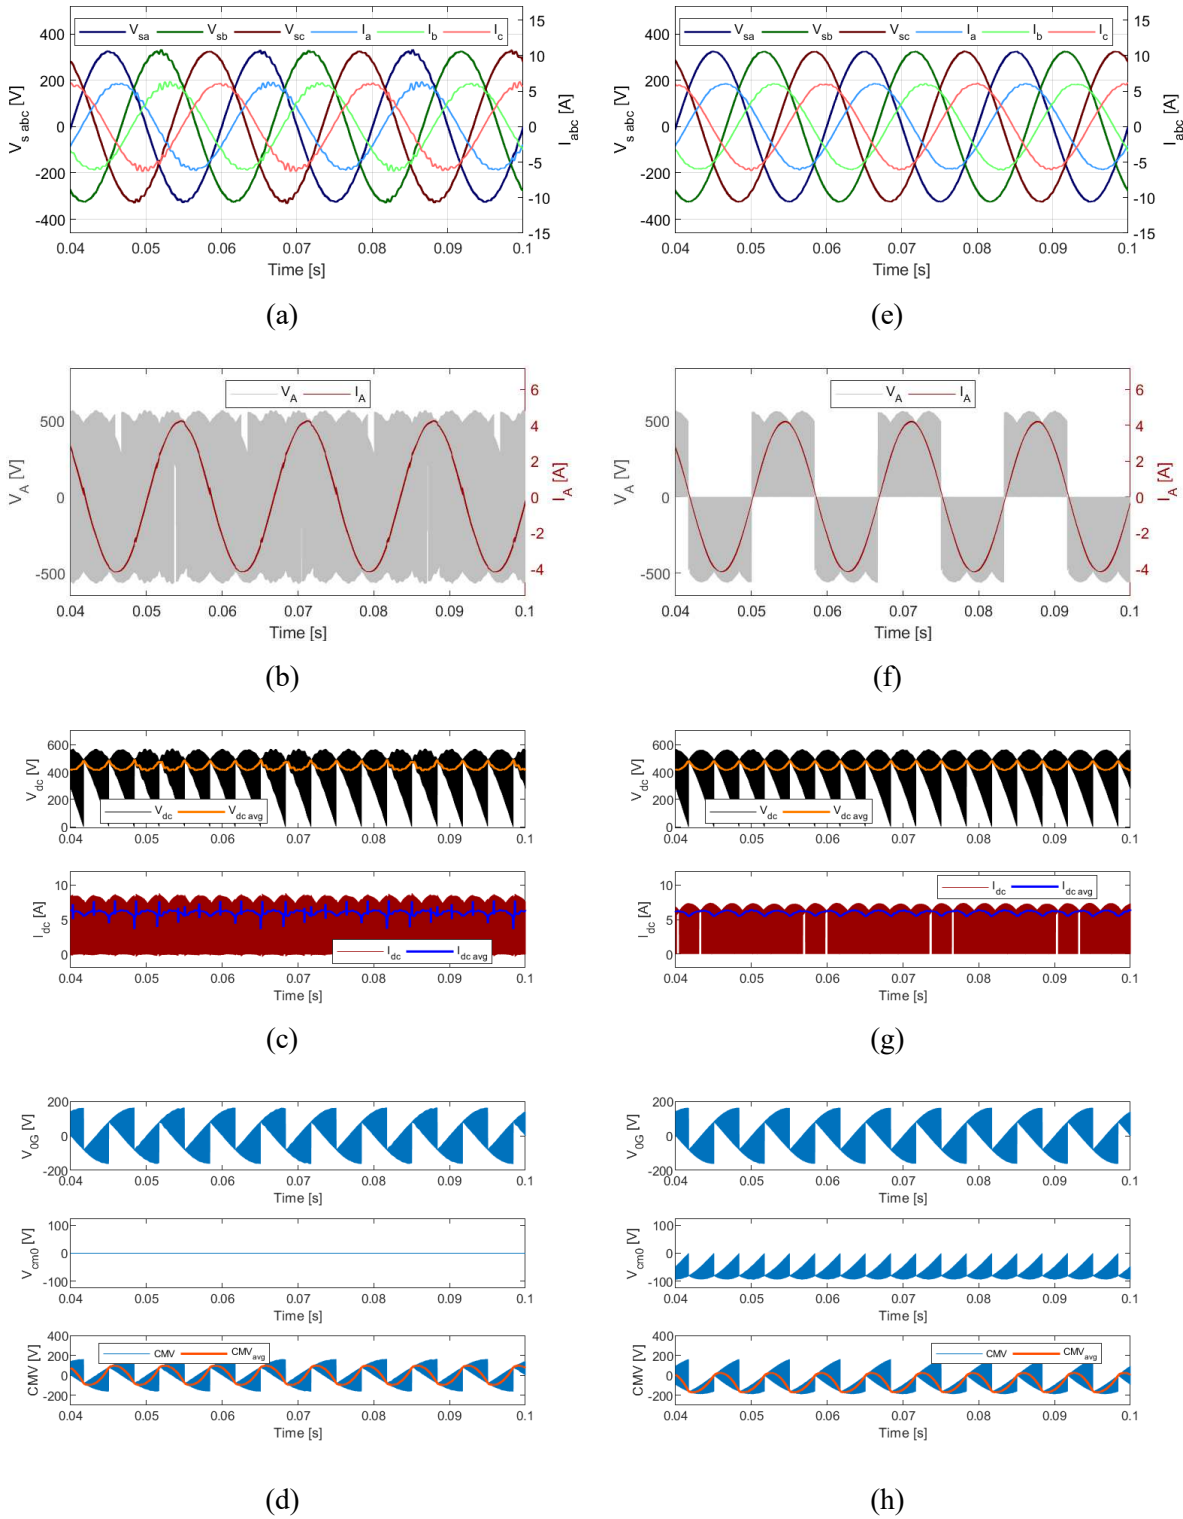 V_sa V_sb V_sc I_a I_b I_c
400
200
0
-200
-400
V_s abc [V]
15
10
5
0
-5
-10
-15
I_abc [A]
0.04 0.05 0.06 0.07 0.08 0.09 0.1
Time [s]
(a)
V_sa V_sb V_sc I_a I_b I_c
400
200
0
-200
-400
V_s abc [V]
15
10
5
0
-5
-10
-15
I_abc [A]
0.04 0.05 0.06 0.07 0.08 0.09 0.1
Time [s]
(e)
V_A I_A
500
0
-500
V_A [V]
6
4
2
0
-2
-4
I_A [A]
0.04 0.05 0.06 0.07 0.08 0.09 0.1
Time [s]
(b)
V_A I_A
500
0
-500
V_A [V]
6
4
2
0
-2
-4
I_A [A]
0.04 0.05 0.06 0.07 0.08 0.09 0.1
Time [s]
(f)
600
400
200
0
V_dc [V]
V_dc V_dc avg
0.04 0.05 0.06 0.07 0.08 0.09 0.1
10
5
0
I_dc [A]
I_dc I_dc avg
0.04 0.05 0.06 0.07 0.08 0.09 0.1
Time [s]
(c)
600
400
200
0
V_dc [V]
V_dc V_dc avg
0.04 0.05 0.06 0.07 0.08 0.09 0.1
10
5
0
I_dc [A]
I_dc I_dc avg
0.04 0.05 0.06 0.07 0.08 0.09 0.1
Time [s]
(g)
200
0
-200
V_0G [V]
0.04 0.05 0.06 0.07 0.08 0.09 0.1
Time [s]
100
0
-100
V_cm0 [V]
0.04 0.05 0.06 0.07 0.08 0.09 0.1
Time [s]
400
200
0
-200
CMV [V]
CMV CMV_avg
0.04 0.05 0.06 0.07 0.08 0.09 0.1
Time [s]
(d)
200
0
-200
V_0G [V]
0.04 0.05 0.06 0.07 0.08 0.09 0.1
Time [s]
100
0
-100
V_cm0 [V]
0.04 0.05 0.06 0.07 0.08 0.09 0.1
Time [s]
400
200
0
-200
CMV [V]
CMV CMV_avg
0.04 0.05 0.06 0.07 0.08 0.09 0.1
Time [s]
(h)